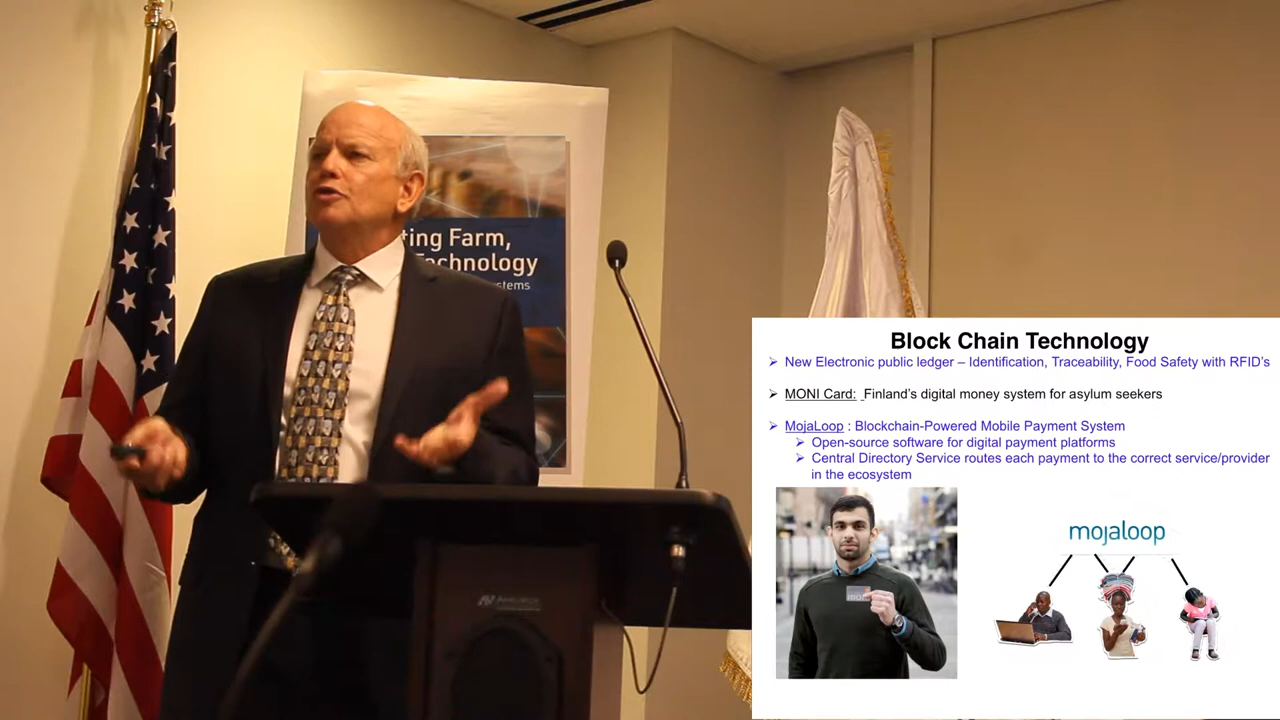 ting Farm,
Technology
stems
Block Chain Technology
New Electronic public ledger – Identification, Traceability, Food Safety with RFID's
MONI Card: Finland's digital money system for asylum seekers
MojaLoop : Blockchain-Powered Mobile Payment System
Open-source software for digital payment platforms
Central Directory Service routes each payment to the correct service/provider
in the ecosystem
mojaloop